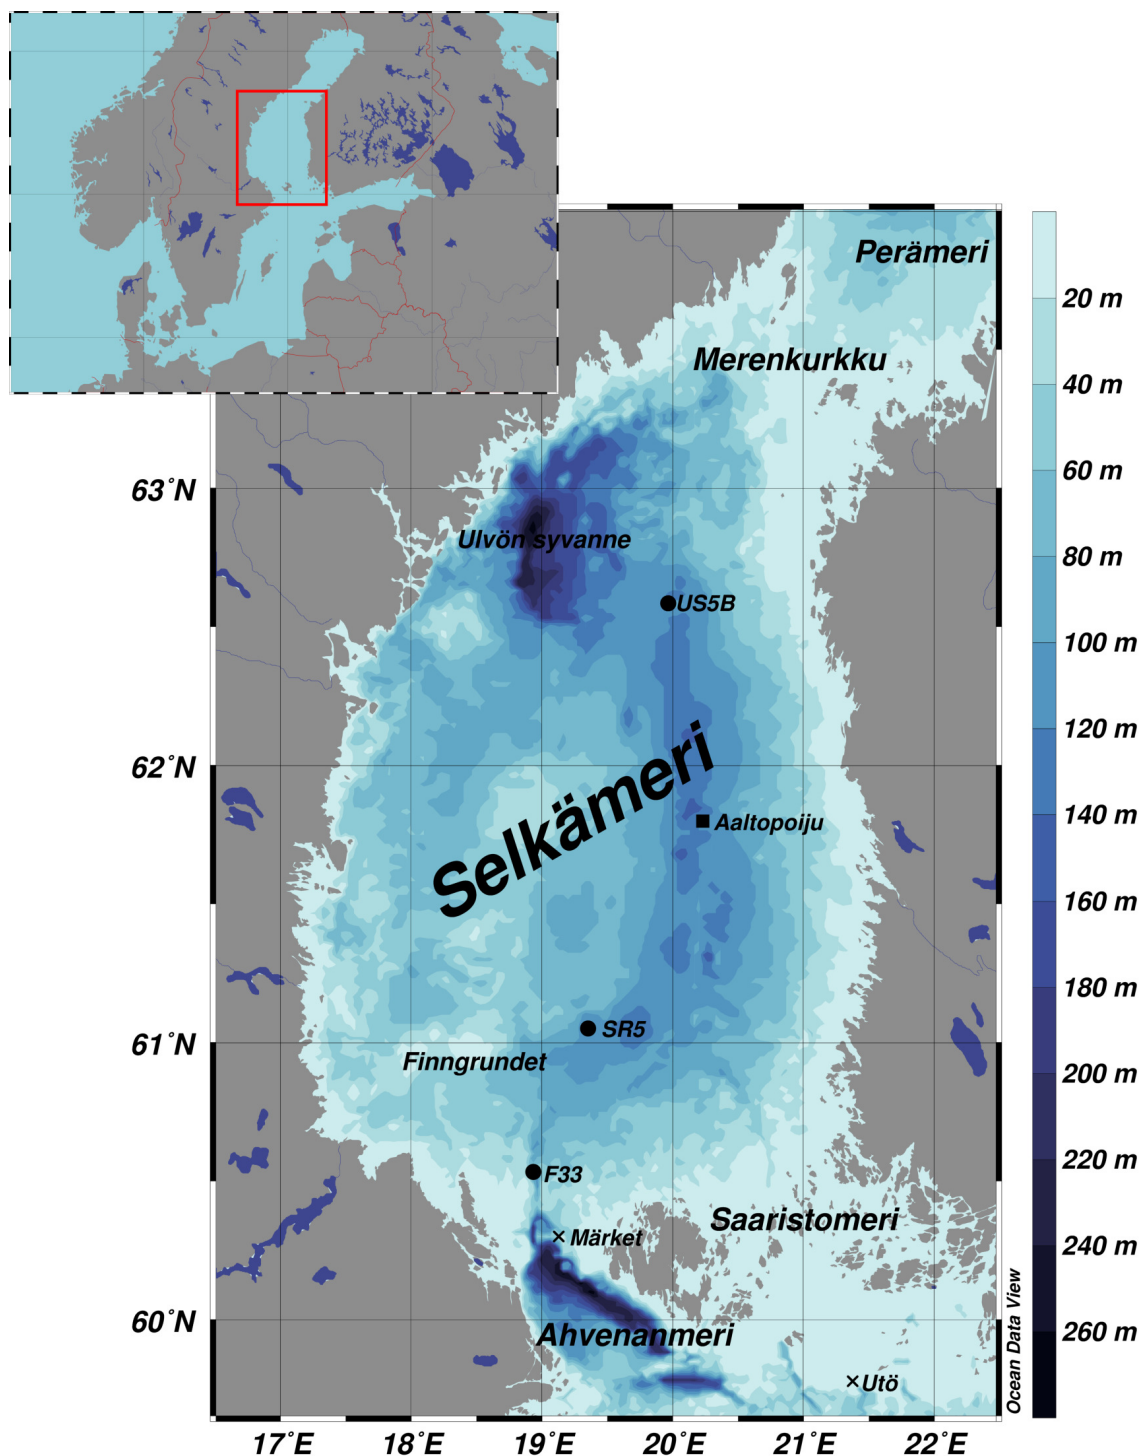 Perämeri
20 m
Merenkurkku
40 m
60 m
63°N
Ulvön syvanne
80 m
US5B
100 m
120 m
62°N
Selkämeri
140 m
Aaltopoiju
160 m
180 m
SR5
61°N
Finngrundet
200 m
220 m
F33
Saaristomeri
Märket
240 m
60°N
Ahvenanmeri
260 m
Utö
Ocean Data View
17°E
18°E
19°E
20°E
21°E
22°E